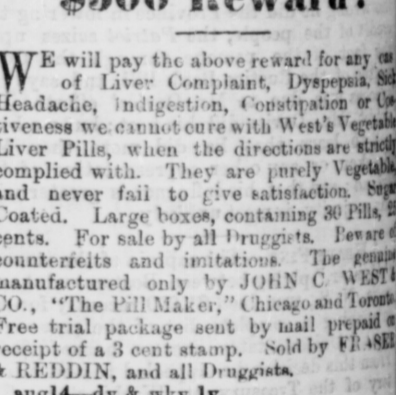 $500 Reward!
WE will pay the above reward for any case
of Liver Complaint, Dyspepsia, Sick
Headache, Indigestion, Constipation or Cos-
tiveness we cannot cure with West's Vegetable
Liver Pills, when the directions are strictly
complied with. They are purely Vegetable,
and never fail to give satisfaction. Sugar
Coated. Large boxes, containing 30 Pills, 25
cents. For sale by all Druggists. Beware of
counterfeits and imitations. The genuine
manufactured only by JOHN C. WEST &
CO., "The Pill Maker," Chicago and Toronto.
Free trial package sent by mail prepaid on
receipt of a 3 cent stamp. Sold by FRASER
& REDDIN, and all Druggists.
aug14—dy & wky 1y